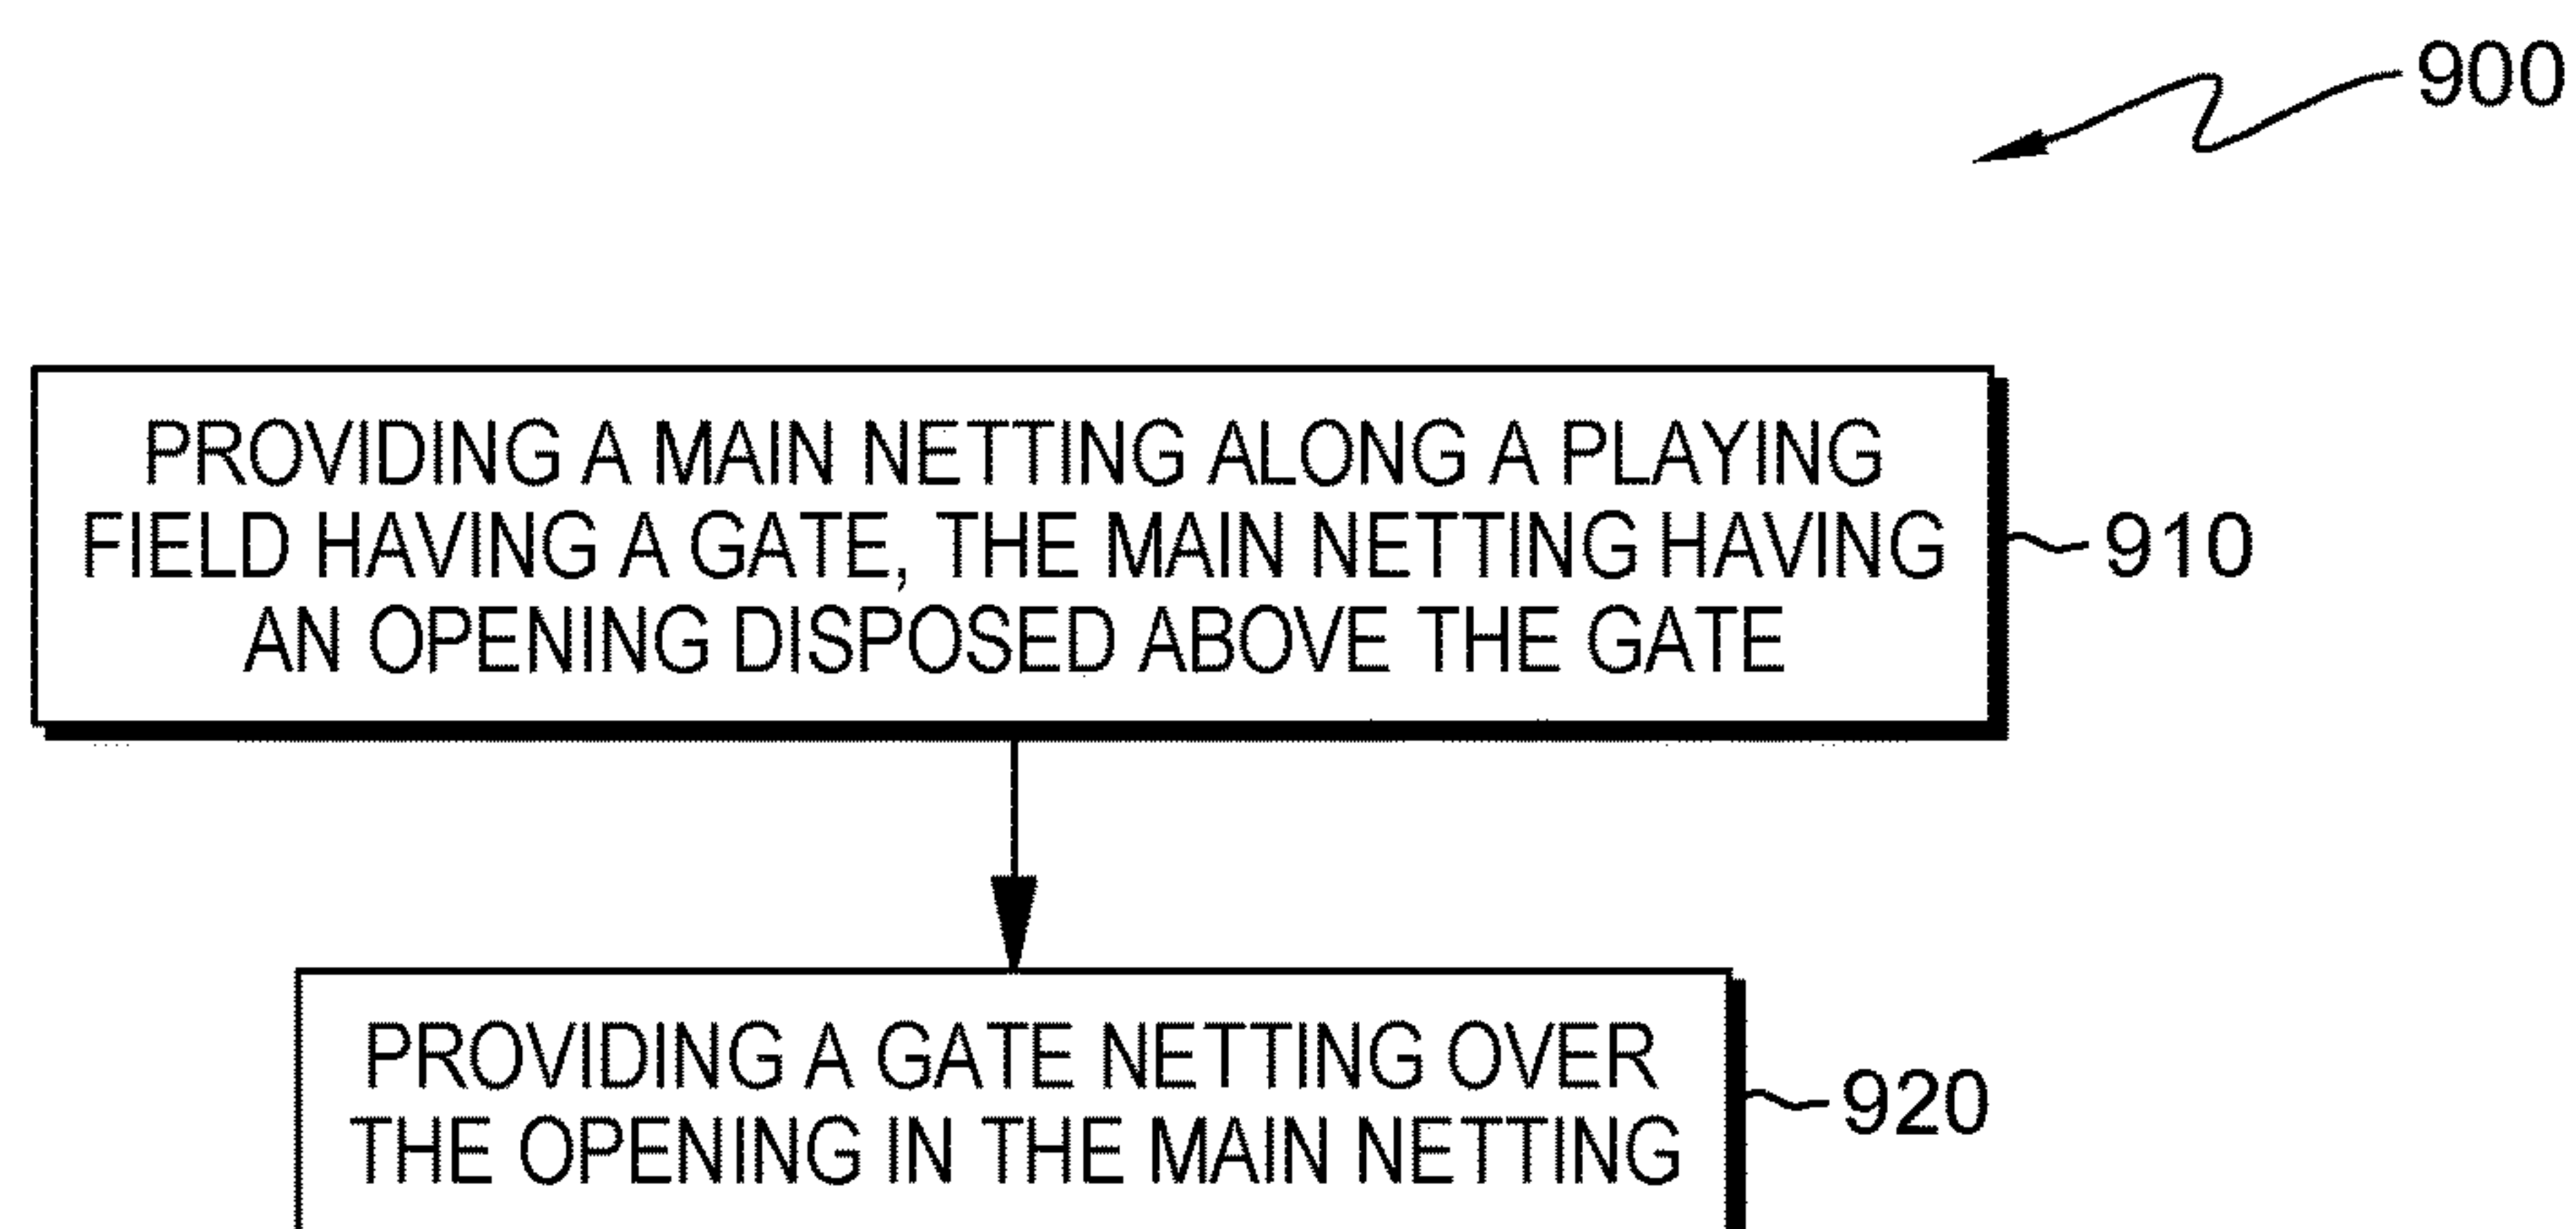 900
PROVIDING A MAIN NETTING ALONG A PLAYING
FIELD HAVING A GATE, THE MAIN NETTING HAVING
AN OPENING DISPOSED ABOVE THE GATE
910
PROVIDING A GATE NETTING OVER
THE OPENING IN THE MAIN NETTING
920